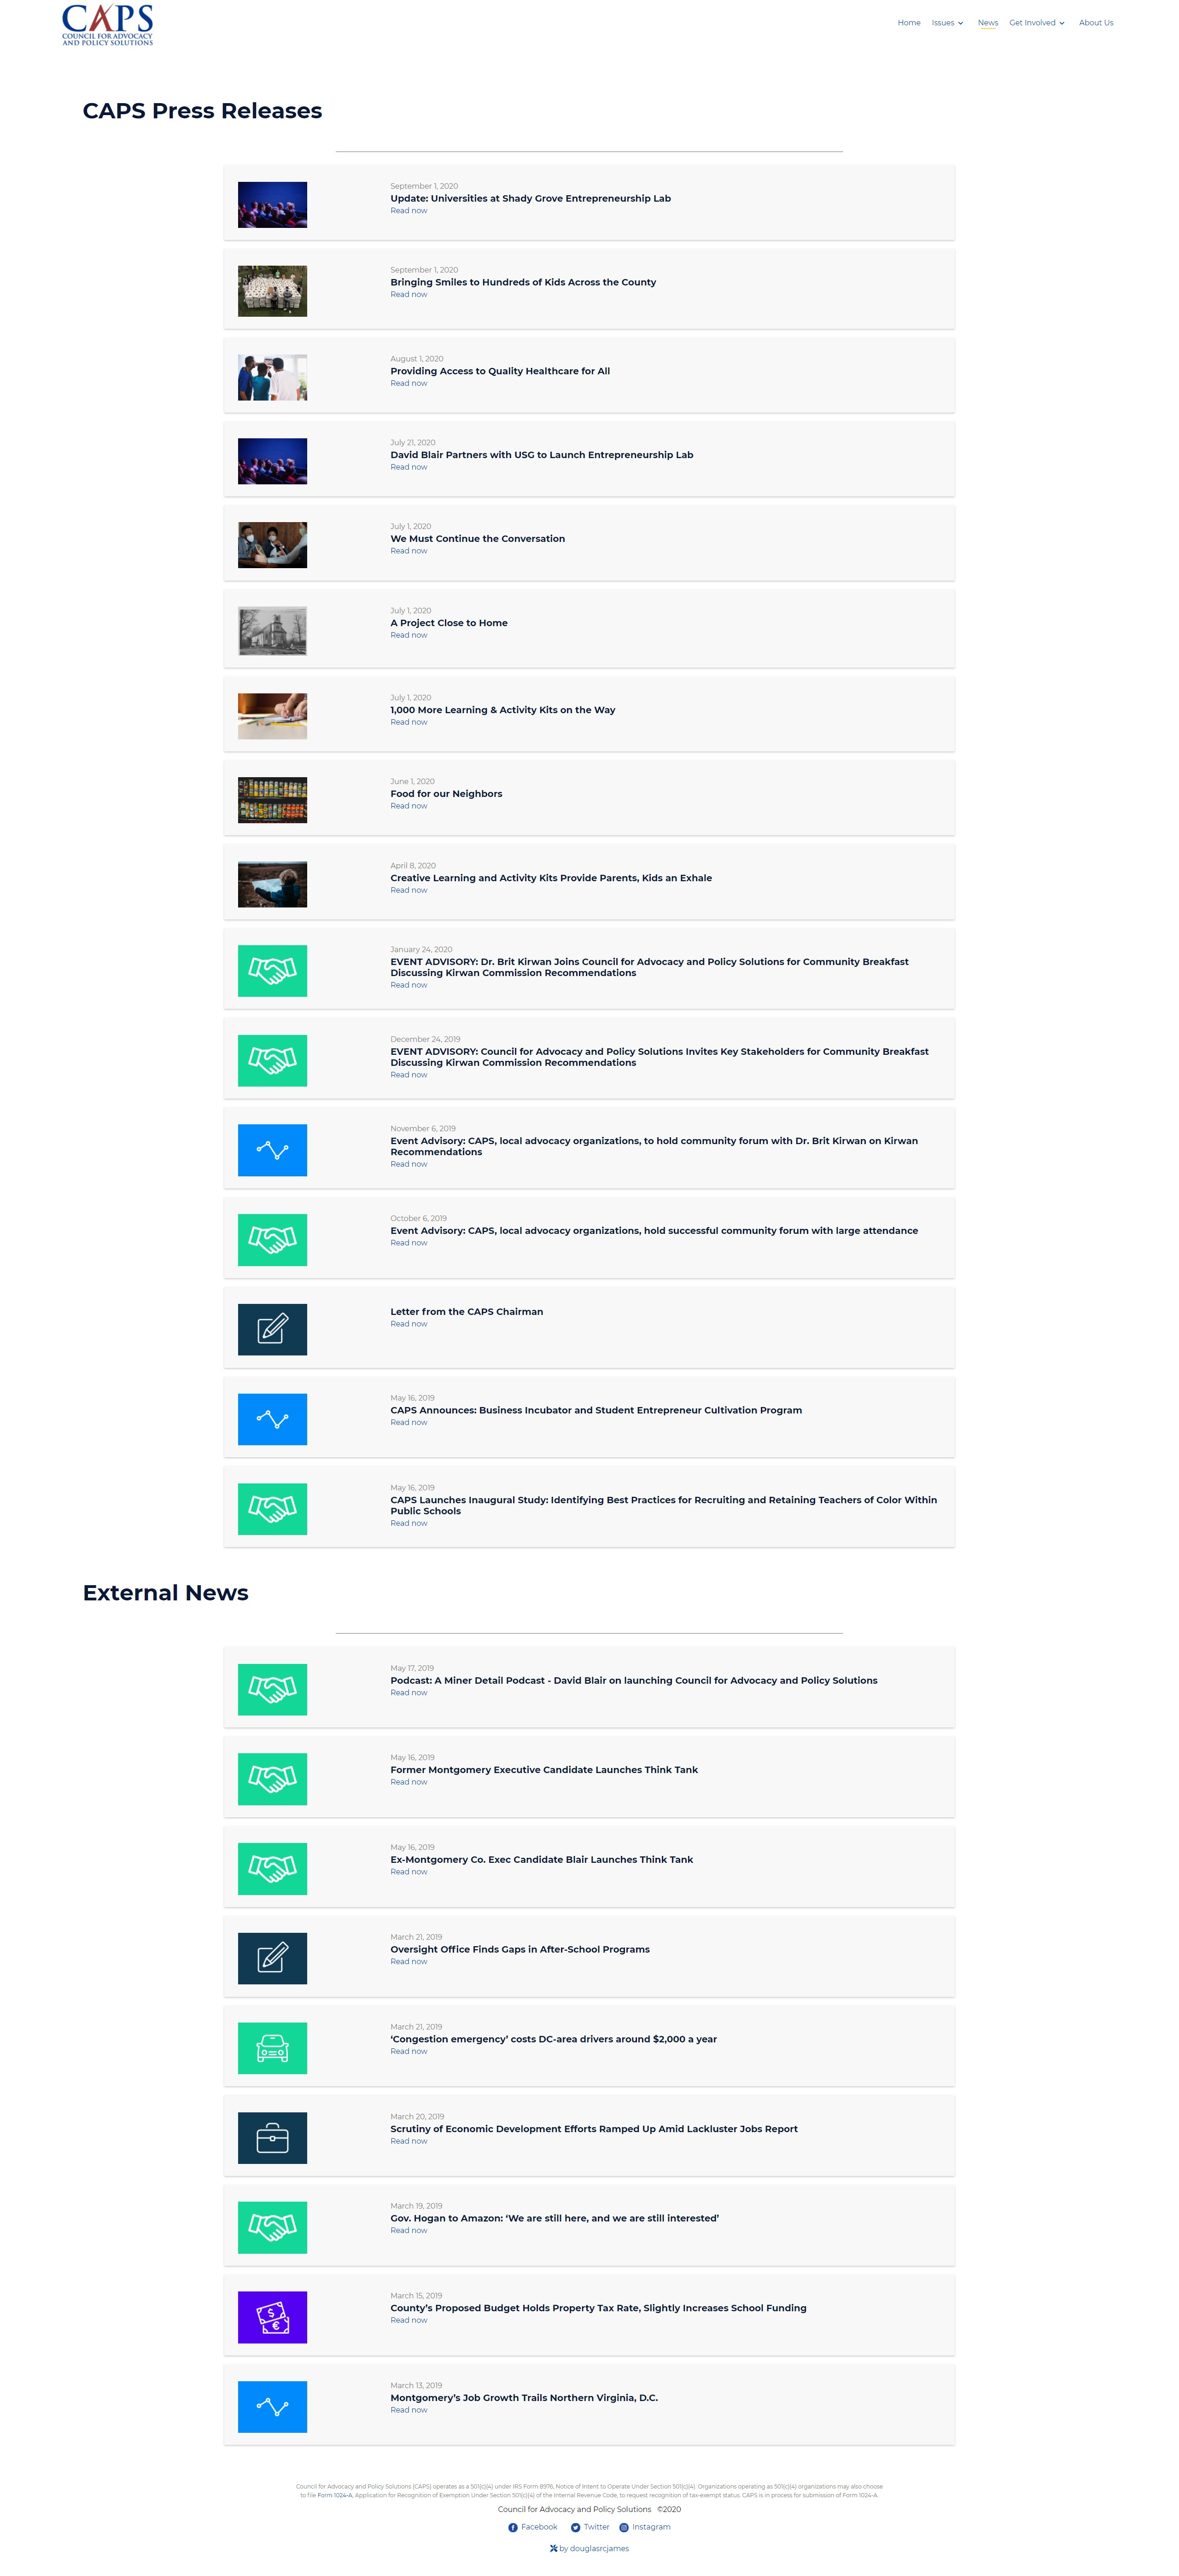 CAPS
COUNCIL FOR ADVOCACY
AND POLICY SOLUTIONS
Home Issues News Get Involved About Us
CAPS Press Releases
September 1, 2020
Update: Universities at Shady Grove Entrepreneurship Lab
Read now
September 1, 2020
Bringing Smiles to Hundreds of Kids Across the County
Read now
August 1, 2020
Providing Access to Quality Healthcare for All
Read now
July 21, 2020
David Blair Partners with USG to Launch Entrepreneurship Lab
Read now
July 1, 2020
We Must Continue the Conversation
Read now
July 1, 2020
A Project Close to Home
Read now
July 1, 2020
1,000 More Learning & Activity Kits on the Way
Read now
June 1, 2020
Food for our Neighbors
Read now
April 8, 2020
Creative Learning and Activity Kits Provide Parents, Kids an Exhale
Read now
January 24, 2020
EVENT ADVISORY: Dr. Brit Kirwan Joins Council for Advocacy and Policy Solutions for Community Breakfast
Discussing Kirwan Commission Recommendations
Read now
December 24, 2019
EVENT ADVISORY: Council for Advocacy and Policy Solutions Invites Key Stakeholders for Community Breakfast
Discussing Kirwan Commission Recommendations
Read now
November 6, 2019
Event Advisory: CAPS, local advocacy organizations, to hold community forum with Dr. Brit Kirwan on Kirwan
Recommendations
Read now
October 6, 2019
Event Advisory: CAPS, local advocacy organizations, hold successful community forum with large attendance
Read now
Letter from the CAPS Chairman
Read now
May 16, 2019
CAPS Announces: Business Incubator and Student Entrepreneur Cultivation Program
Read now
May 16, 2019
CAPS Launches Inaugural Study: Identifying Best Practices for Recruiting and Retaining Teachers of Color Within
Public Schools
Read now
External News
May 17, 2019
Podcast: A Miner Detail Podcast - David Blair on launching Council for Advocacy and Policy Solutions
Read now
May 16, 2019
Former Montgomery Executive Candidate Launches Think Tank
Read now
May 16, 2019
Ex-Montgomery Co. Exec Candidate Blair Launches Think Tank
Read now
March 21, 2019
Oversight Office Finds Gaps in After-School Programs
Read now
March 21, 2019
‘Congestion emergency’ costs DC-area drivers around $2,000 a year
Read now
March 20, 2019
Scrutiny of Economic Development Efforts Ramped Up Amid Lackluster Jobs Report
Read now
March 19, 2019
Gov. Hogan to Amazon: ‘We are still here, and we are still interested’
Read now
March 15, 2019
County’s Proposed Budget Holds Property Tax Rate, Slightly Increases School Funding
Read now
March 13, 2019
Montgomery’s Job Growth Trails Northern Virginia, D.C.
Read now
Council for Advocacy and Policy Solutions (CAPS) operates as a 501(c)(4) under IRS Form 8976, Notice of Intent to Operate Under Section 501(c)(4). Organizations operating as 501(c)(4) organizations may also choose
to file Form 1024-A, Application for Recognition of Exemption Under Section 501(c)(4) of the Internal Revenue Code, to request recognition of tax-exempt status. CAPS is in process for submission of Form 1024-A.
Council for Advocacy and Policy Solutions ©2020
Facebook Twitter Instagram
by douglasrcjames